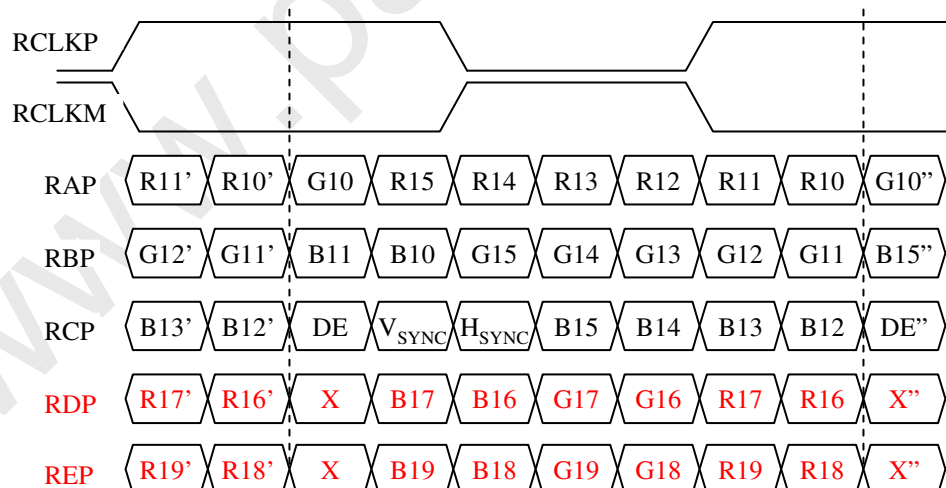 RCLKP
RCLKM
RAP R11’ R10’ G10 R15 R14 R13 R12 R11 R10 G10”
RBP G12’ G11’ B11 B10 G15 G14 G13 G12 G11 B15”
RCP B13’ B12’ DE VSYNC HSYNC B15 B14 B13 B12 DE”
RDP R17’ R16’ X B17 B16 G17 G16 R17 R16 X”
REP R19’ R18’ X B19 B18 G19 G18 R19 R18 X”